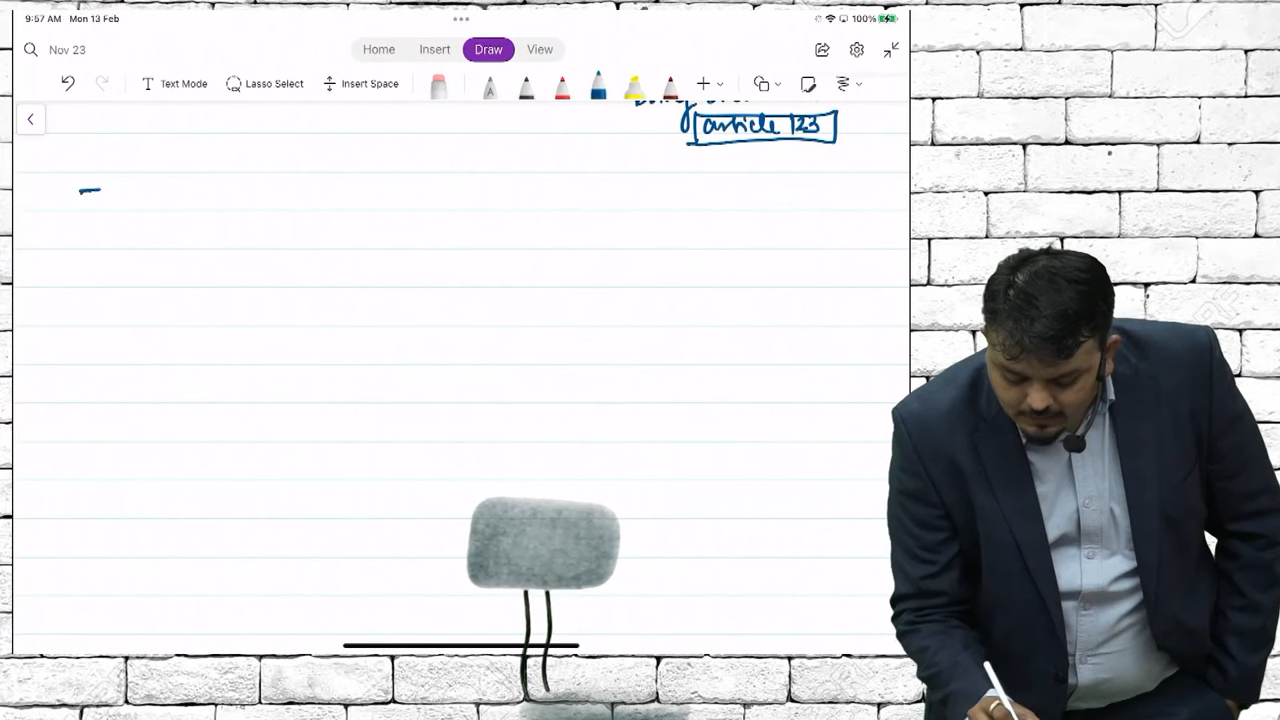 9:57 AM Mon 13 Feb
100%
Nov 23
Home Insert Draw View
Text Mode
Lasso Select
Insert Space
A
article 123